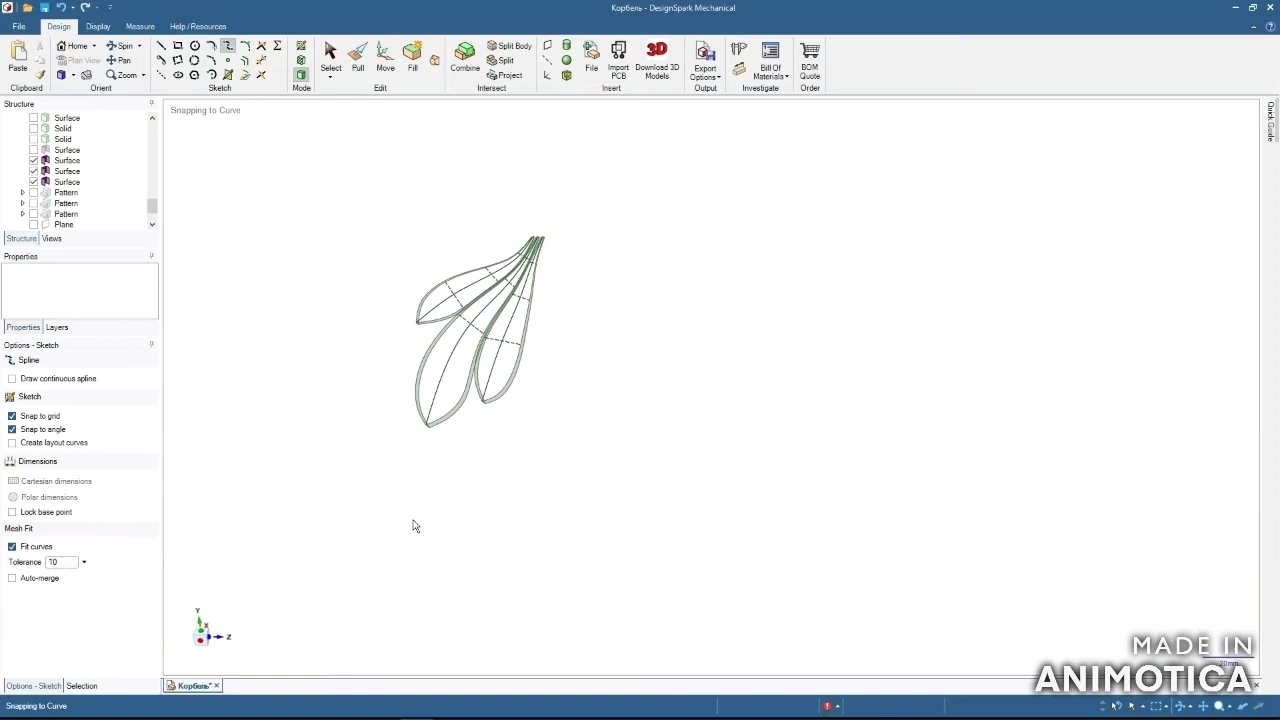 Корбель - DesignSpark Mechanical
File Design Display Measure Help / Resources
Paste
Home Spin
Plan View Pan
Zoom
Select Pull Move Fill
Combine
Split Body
Split
Project
File Import PCB Download 3D Models
3D
Export Options
Bill Of Materials
BOM Quote
Clipboard Orient Sketch Mode Edit Intersect Insert Output Investigate Order
Structure
Surface
Solid
Solid
Surface
Surface
Surface
Surface
Pattern
Pattern
Pattern
Plane
Structure Views
Properties
Properties Layers
Options - Sketch
Spline
Draw continuous spline
Sketch
Snap to grid
Snap to angle
Create layout curves
Dimensions
Cartesian dimensions
Polar dimensions
Lock base point
Mesh Fit
Fit curves
Tolerance 10
Auto-merge
Options - Sketch Selection
Snapping to Curve
Quick Guide
Y
X
Z
20mm
MADE IN
ANIMOTICA
Корбель*
Snapping to Curve